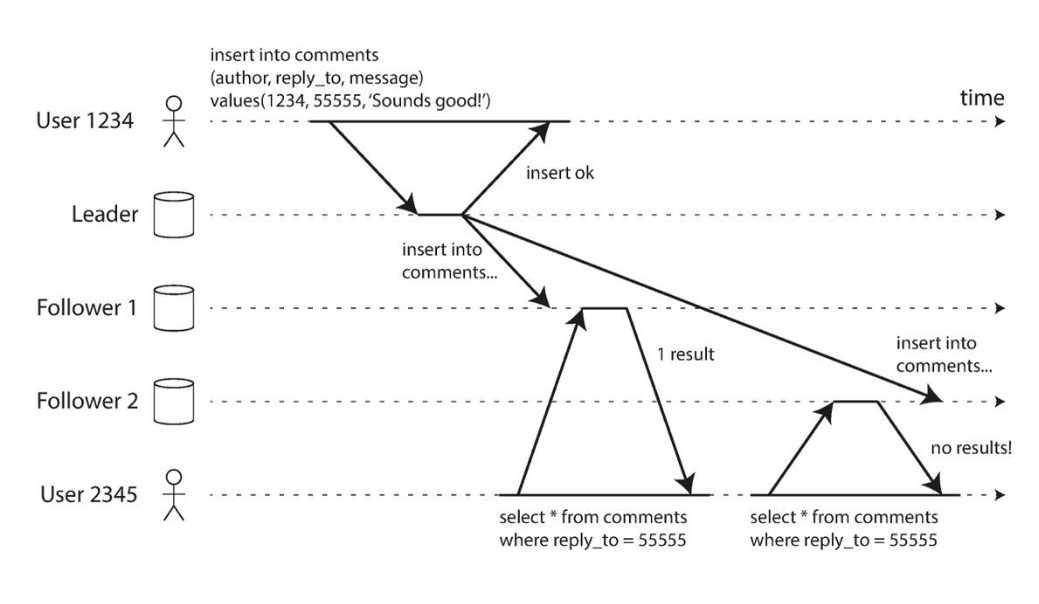 insert into comments
(author, reply_to, message)
values(1234, 55555, ‘Sounds good!’)
time
User 1234
insert ok
Leader
insert into
comments...
Follower 1
insert into
comments...
1 result
Follower 2
no results!
User 2345
select * from comments
where reply_to = 55555
select * from comments
where reply_to = 55555